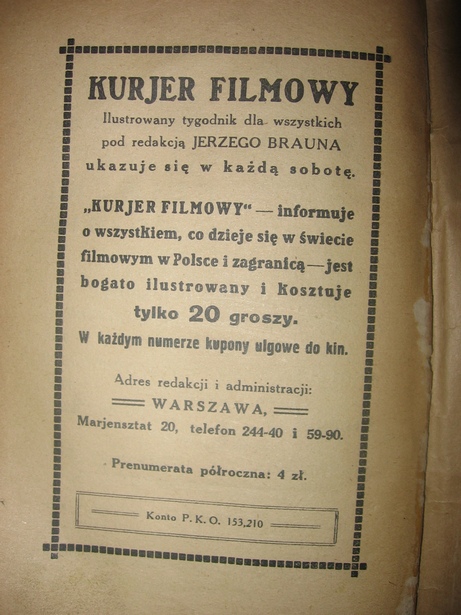 KURJER FILMOWY
Ilustrowany tygodnik dla wszystkich
pod redakcją JERZEGO BRAUNA
ukazuje się w każdą sobotę.
„KURJER FILMOWY“ — informuje
o wszystkiem, co dzieje się w świecie
filmowym w Polsce i zagranicą—jest
bogato ilustrowany i Kosztuje
tylko 20 groszy.
W każdym numerze kupony ulgowe do kin.
Adres redakcji i administracji:
WARSZAWA,
Marjensztat 20, telefon 244-40 i 59-90.
Prenumerata półroczna: 4 zł.
Konto P. K. O. 153,210